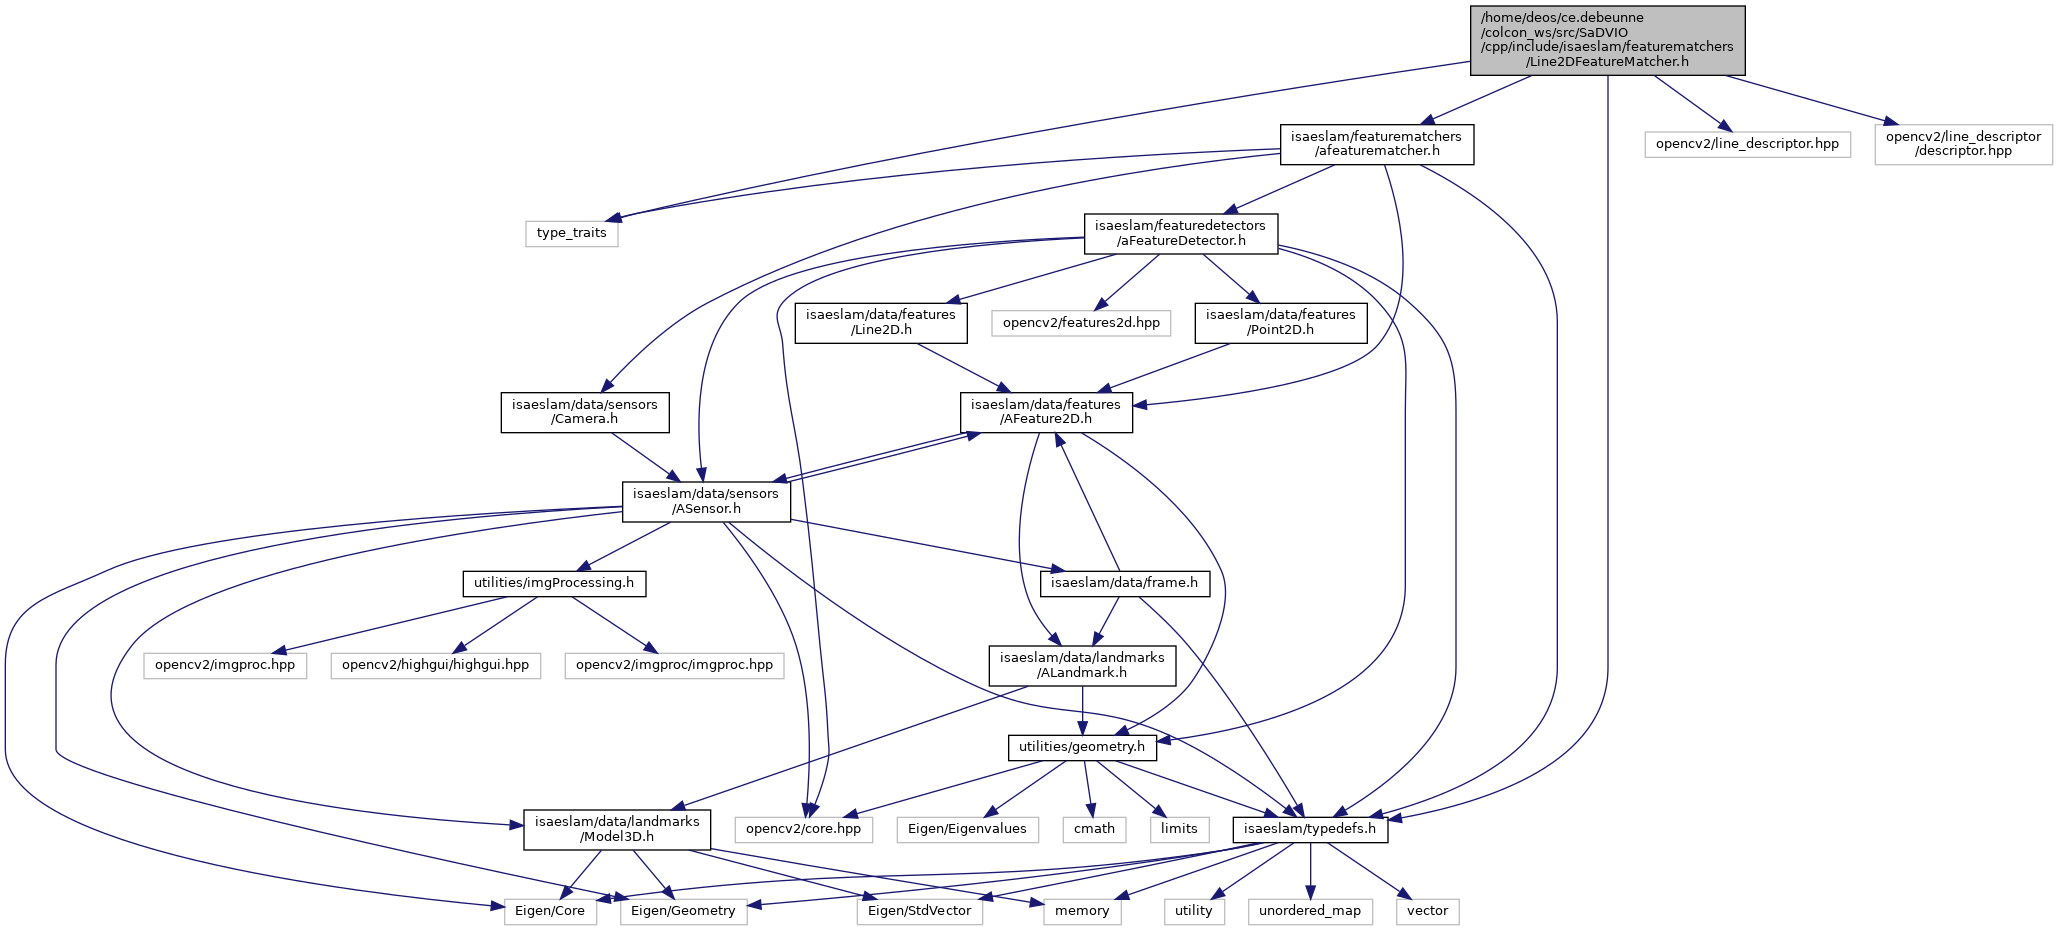 /home/deos/ce.debeunne
/colcon_ws/src/SaDVIO
/cpp/include/isaeslam/featurematchers
/Line2DFeatureMatcher.h
isaeslam/featurematchers
/afeaturematcher.h
opencv2/line_descriptor.hpp
opencv2/line_descriptor
/descriptor.hpp
type_traits
isaeslam/featuredetectors
/aFeatureDetector.h
isaeslam/data/features
/Line2D.h
opencv2/features2d.hpp
isaeslam/data/features
/Point2D.h
isaeslam/data/sensors
/Camera.h
isaeslam/data/features
/AFeature2D.h
isaeslam/data/sensors
/ASensor.h
utilities/imgProcessing.h
isaeslam/data/frame.h
opencv2/imgproc.hpp
opencv2/highgui/highgui.hpp
opencv2/imgproc/imgproc.hpp
isaeslam/data/landmarks
/ALandmark.h
utilities/geometry.h
isaeslam/data/landmarks
/Model3D.h
opencv2/core.hpp
Eigen/Eigenvalues
cmath
limits
isaeslam/typedefs.h
Eigen/Core
Eigen/Geometry
Eigen/StdVector
memory
utility
unordered_map
vector